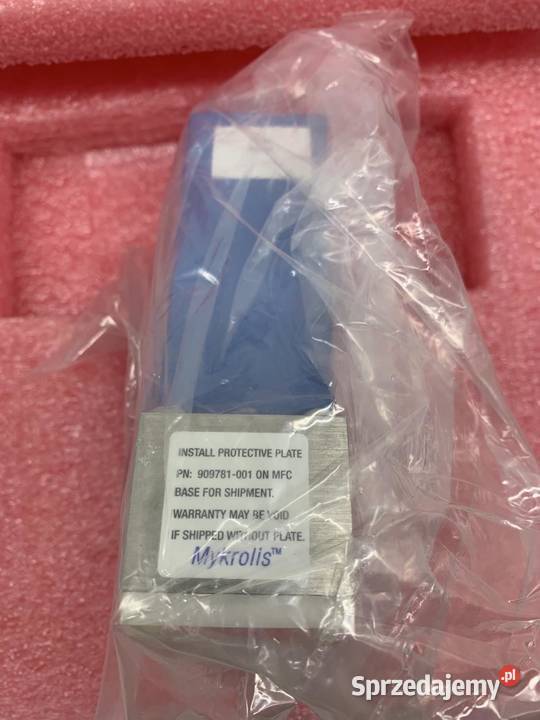 INSTALL PROTECTIVE PLATE
PN: 909781-001 ON MFC
BASE FOR SHIPMENT.
WARRANTY MAY BE VOID
IF SHIPPED WITHOUT PLATE.
Mykrolis™
Sprzedajemy.pl